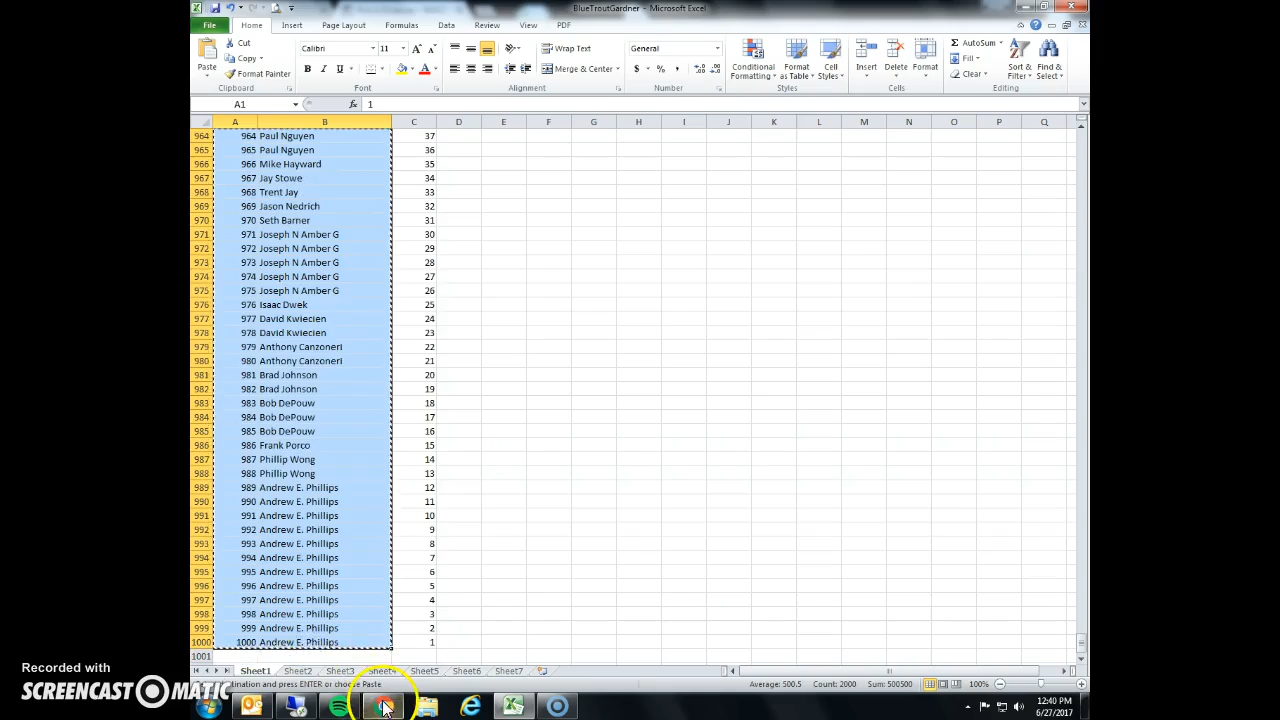 BlueTroutGardner - Microsoft Excel
File Home Insert Page Layout Formulas Data Review View PDF
Paste Cut Copy Format Painter Clipboard
Calibri 11 B I U A Font
Wrap Text Merge & Center Alignment
General $ % , Number
Conditional Formatting Format as Table Cell Styles Styles
Insert Delete Format Cells
AutoSum Fill Clear Sort & Filter Find & Select Editing
A1 fx 1
A B C D E F G H I J K L M N O P Q
964 964 Paul Nguyen 37
965 965 Paul Nguyen 36
966 966 Mike Hayward 35
967 967 Jay Stowe 34
968 968 Trent Jay 33
969 969 Jason Nedrich 32
970 970 Seth Barner 31
971 971 Joseph N Amber G 30
972 972 Joseph N Amber G 29
973 973 Joseph N Amber G 28
974 974 Joseph N Amber G 27
975 975 Joseph N Amber G 26
976 976 Isaac Dwek 25
977 977 David Kwiecien 24
978 978 David Kwiecien 23
979 979 Anthony Canzoneri 22
980 980 Anthony Canzoneri 21
981 981 Brad Johnson 20
982 982 Brad Johnson 19
983 983 Bob DePouw 18
984 984 Bob DePouw 17
985 985 Bob DePouw 16
986 986 Frank Porco 15
987 987 Phillip Wong 14
988 988 Phillip Wong 13
989 989 Andrew E. Phillips 12
990 990 Andrew E. Phillips 11
991 991 Andrew E. Phillips 10
992 992 Andrew E. Phillips 9
993 993 Andrew E. Phillips 8
994 994 Andrew E. Phillips 7
995 995 Andrew E. Phillips 6
996 996 Andrew E. Phillips 5
997 997 Andrew E. Phillips 4
998 998 Andrew E. Phillips 3
999 999 Andrew E. Phillips 2
1000 1000 Andrew E. Phillips 1
1001
Sheet1 Sheet2 Sheet3 Sheet4 Sheet5 Sheet6 Sheet7
and press ENTER or choose Paste Average: 500.5 Count: 2000 Sum: 500500 100%
12:40 PM
6/27/2017
Recorded with
SCREENCAST MATIC